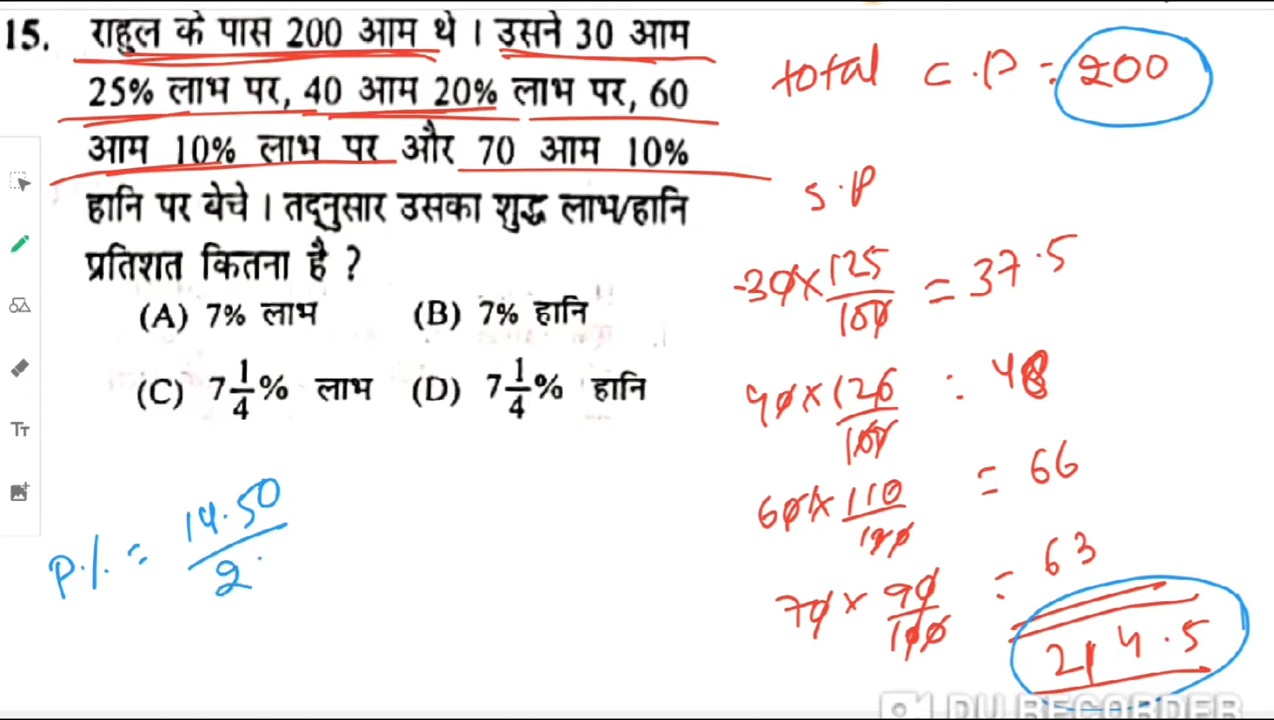 15. राहुल के पास 200 आम थे । उसने 30 आम
25% लाभ पर, 40 आम 20% लाभ पर, 60
आम 10% लाभ पर और 70 आम 10%
हानि पर बेचे । तद्नुसार उसका शुद्ध लाभ/हानि
प्रतिशत कितना है ?
(A) 7% लाभ (B) 7% हानि
(C) 7 1/4% लाभ (D) 7 1/4% हानि
P.% = 14.50/2.
total C.P = 200
S.P
30×125/100 = 37.5
40×120/100 = 48
60×110/100 = 66
70×90/100 = 63
214.5
Tт
DU RECORDER